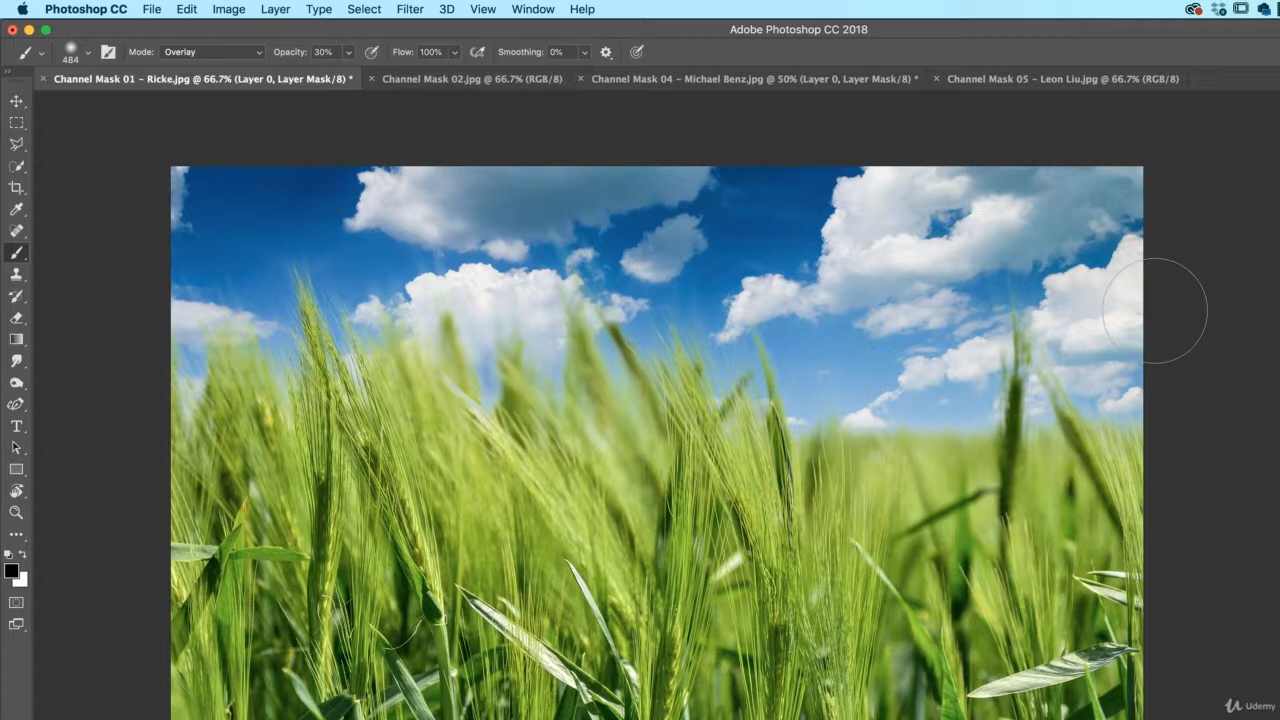 Photoshop CC File Edit Image Layer Type Select Filter 3D View Window Help
Adobe Photoshop CC 2018
484 Mode: Overlay Opacity: 30% Flow: 100% Smoothing: 0%
× Channel Mask 01 - Ricke.jpg @ 66.7% (Layer 0, Layer Mask/8) * × Channel Mask 02.jpg @ 66.7% (RGB/8) × Channel Mask 04 - Michael Benz.jpg @ 50% (Layer 0, Layer Mask/8) * × Channel Mask 05 - Leon Liu.jpg @ 66.7% (RGB/8)
T
Udemy